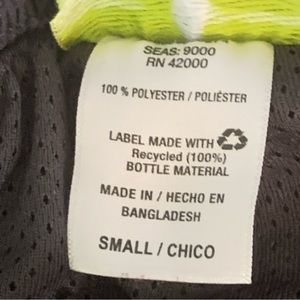 SEAS: 9000
RN 42000
100 % POLYESTER / POLIÉSTER
LABEL MADE WITH
Recycled (100%)
BOTTLE MATERIAL
MADE IN / HECHO EN
BANGLADESH
SMALL / CHICO